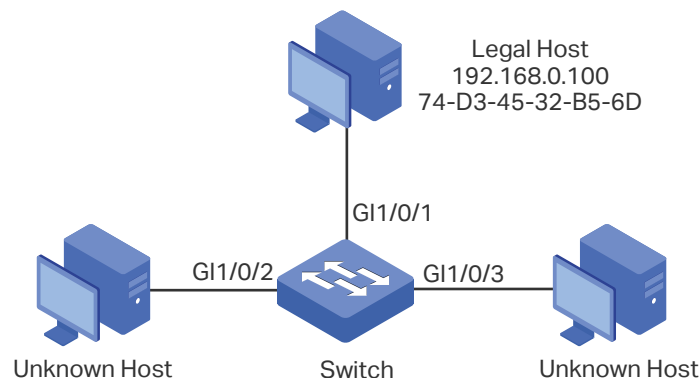 Legal Host
192.168.0.100
74-D3-45-32-B5-6D
GI1/0/1
GI1/0/2
GI1/0/3
Unknown Host
Switch
Unknown Host